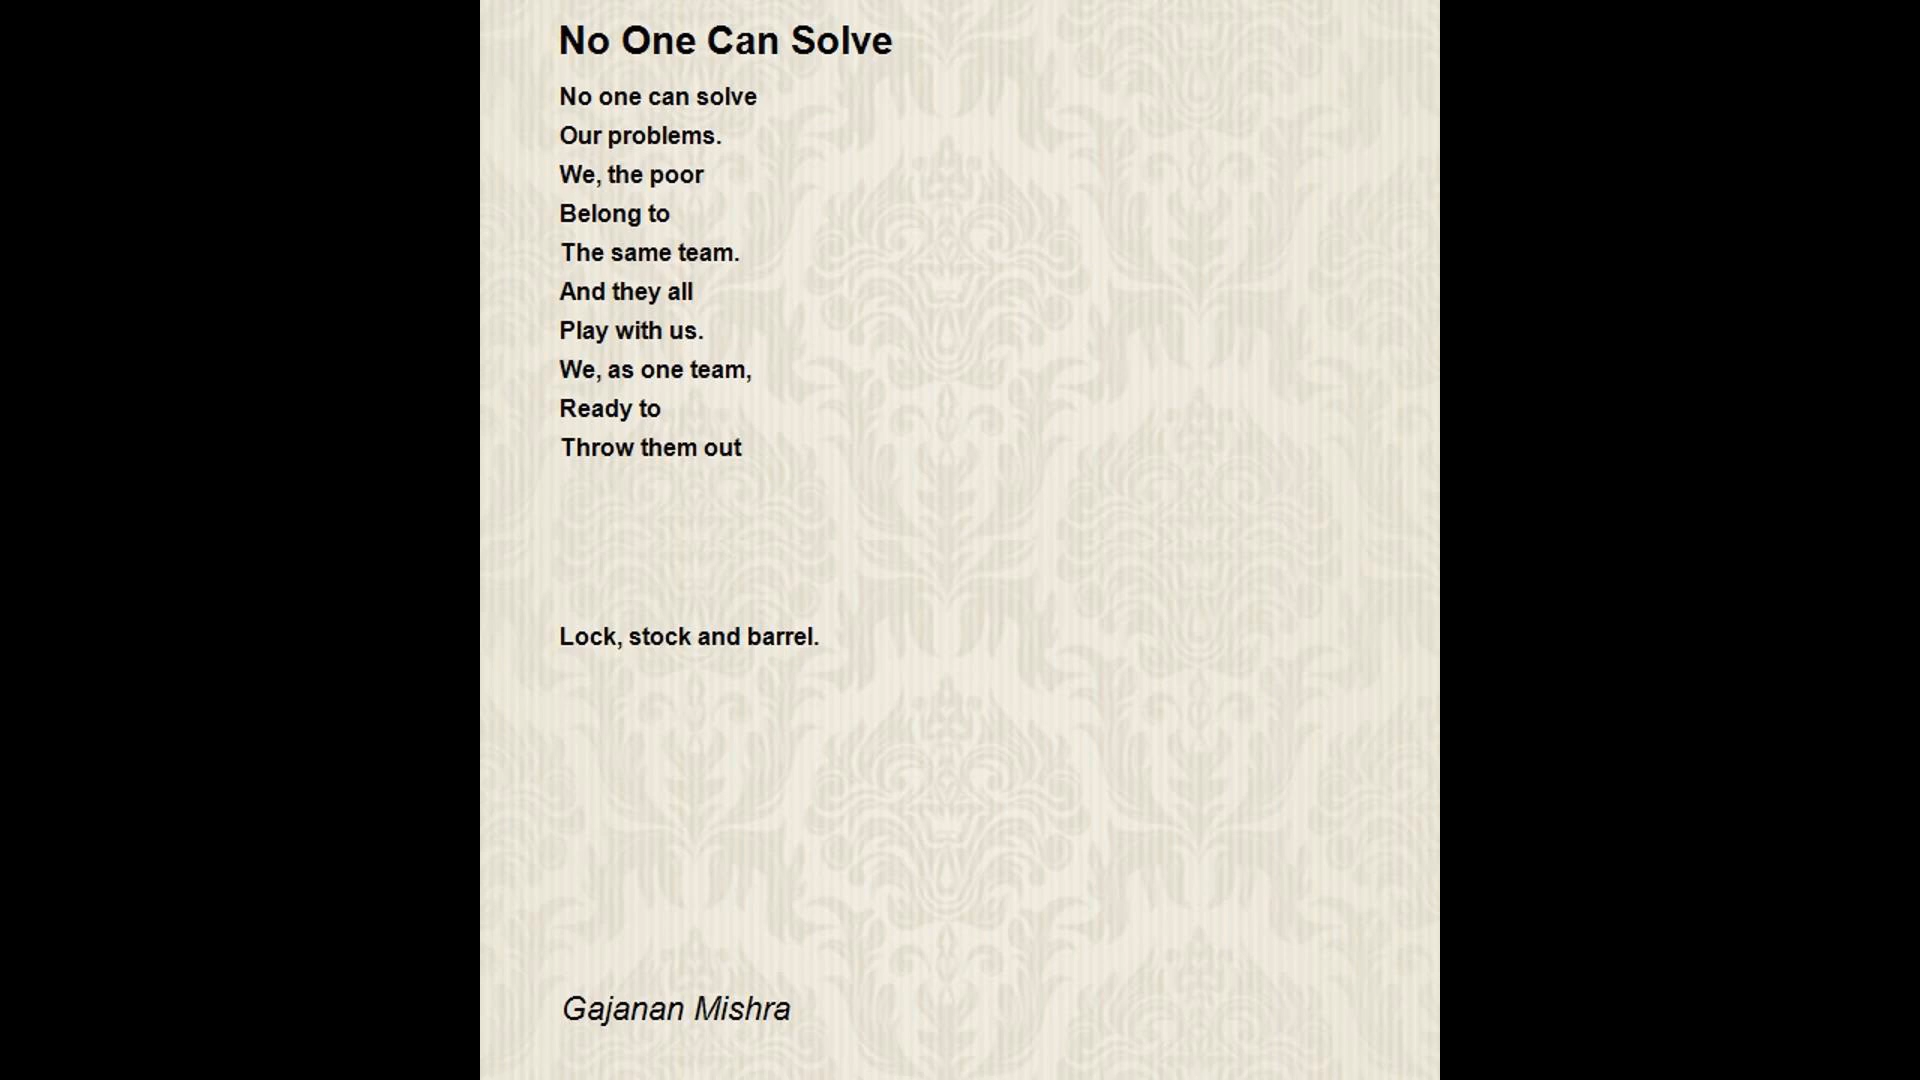 No One Can Solve
No one can solve
Our problems.
We, the poor
Belong to
The same team.
And they all
Play with us.
We, as one team,
Ready to
Throw them out
Lock, stock and barrel.
Gajanan Mishra